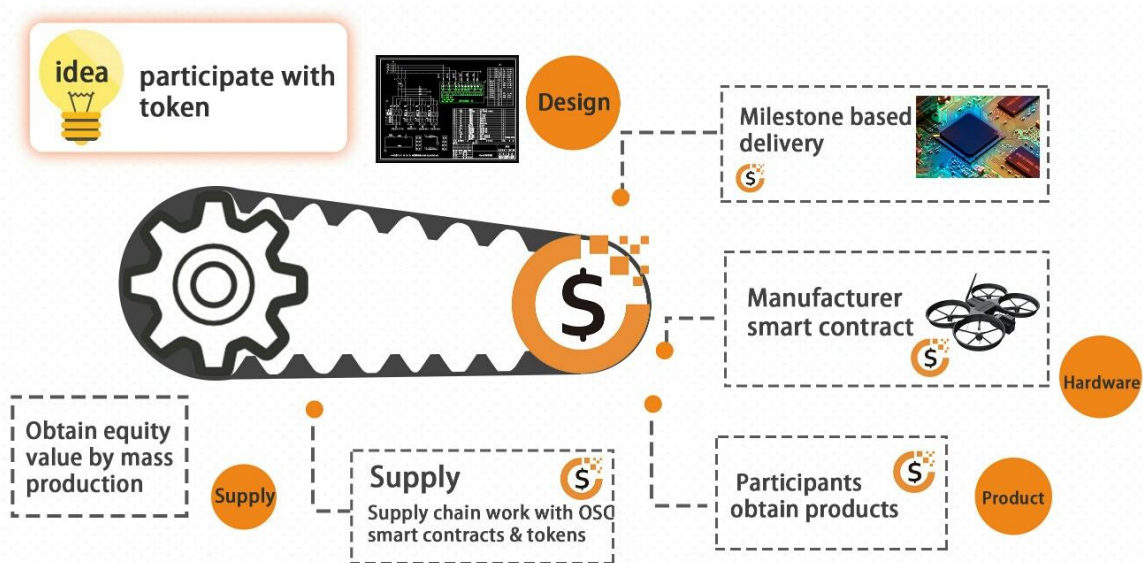 idea
participate with
token
Design
Milestone based
delivery
$
$
Manufacturer
smart contract
$
Hardware
Obtain equity
value by mass
production
Supply
Supply
$
Supply chain work with OSC
smart contracts & tokens
Participants
obtain products
$
Product